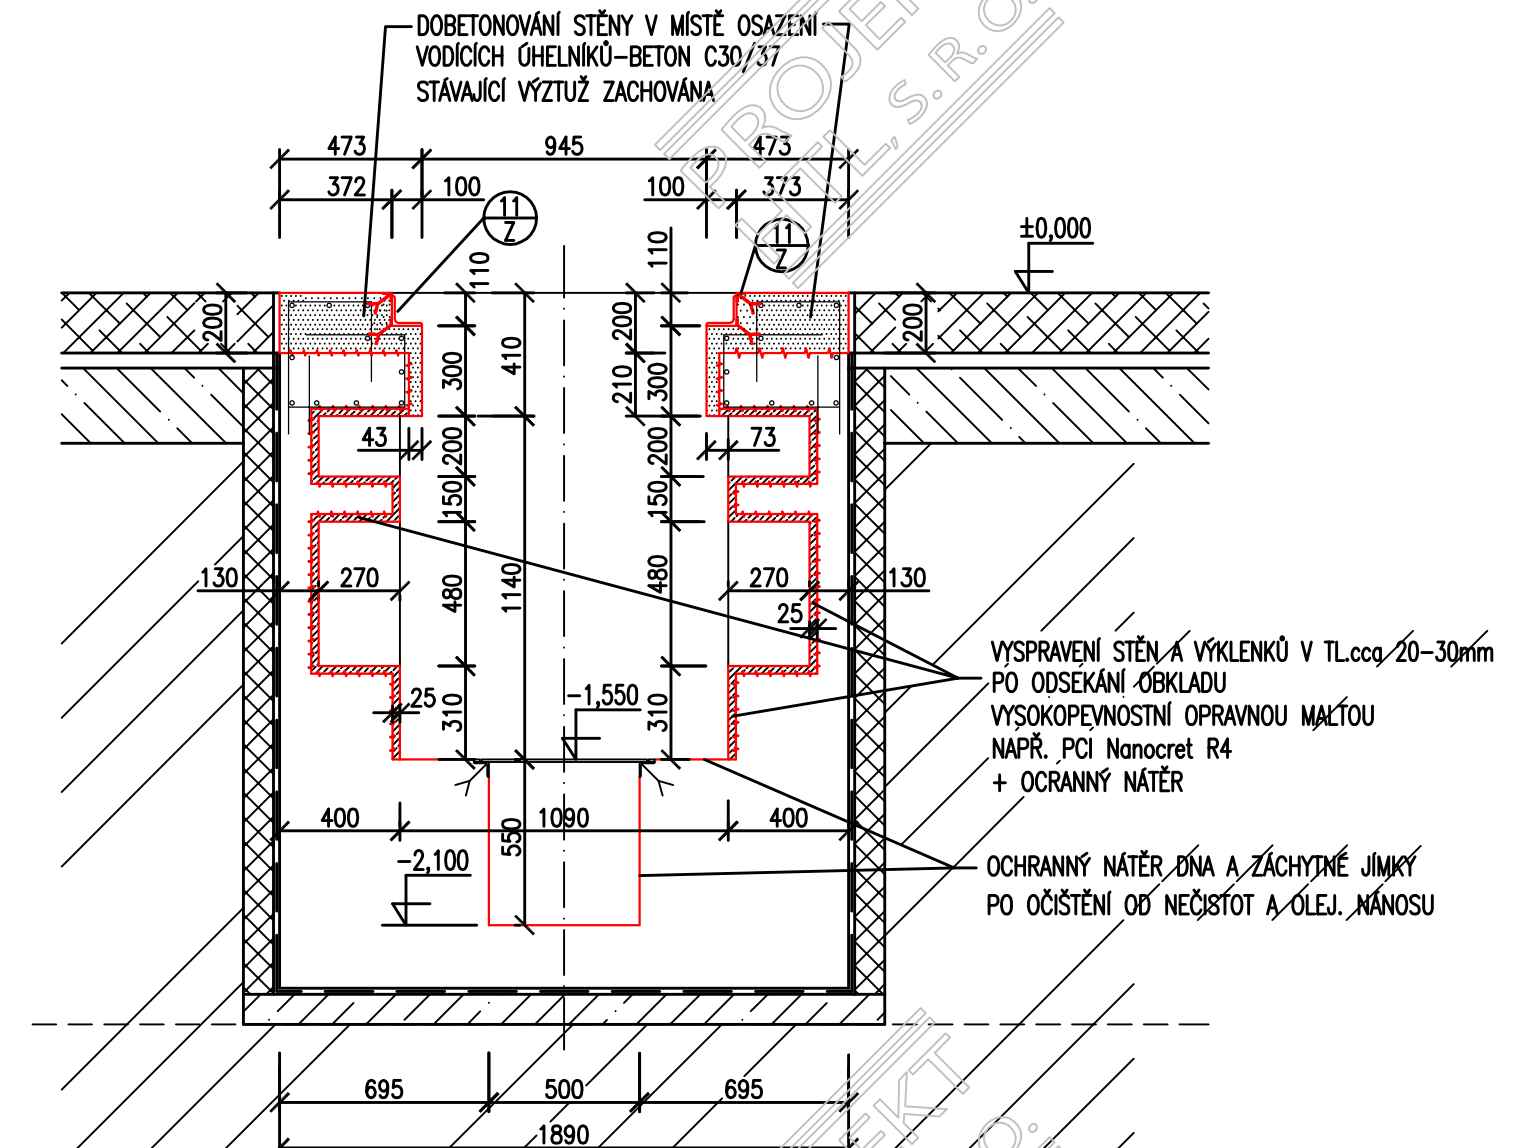 DOBETONOVÁNÍ STĚNY V MÍSTĚ OSAZENÍ
VODÍCÍCH ÚHELNÍKŮ-BETON C30/37
STÁVAJÍCÍ VÝZTUŽ ZACHOVÁNA
PROJEKT
HTL, S.R.O.
473 945 473
372 100 100 373
11
Z
11
Z
±0,000
110 110
200 200 200
300 410 210 300
43 200 200 73
150 150
130 270 480 1140 480 270 130
25
VYSPRAVENÍ STĚN A VÝKLENKŮ V TL.cca 20-30mm
PO ODSEKÁNÍ OBKLADU
VYSOKOPEVNOSTNÍ OPRAVNOU MALTOU
NAPŘ. PCI Nanocret R4
+ OCRANNÝ NÁTĚR
25 310 -1,550 310
400 1090 400
550
-2,100
OCHRANNÝ NÁTĚR DNA A ZÁCHYTNÉ JÍMKY
PO OČIŠTĚNÍ OD NEČISTOT A OLEJ. NÁNOSU
695 500 695
1890